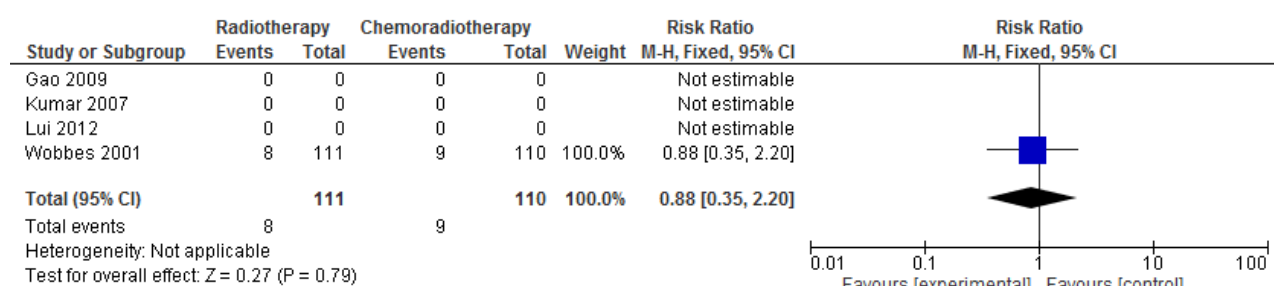 Radiotherapy Chemoradiotherapy Risk Ratio Risk Ratio
Study or Subgroup Events Total Events Total Weight M-H, Fixed, 95% CI M-H, Fixed, 95% CI
Gao 2009 0 0 0 0 Not estimable
Kumar 2007 0 0 0 0 Not estimable
Lui 2012 0 0 0 0 Not estimable
Wobbes 2001 8 111 9 110 100.0% 0.88 [0.35, 2.20]
Total (95% CI) 111 110 100.0% 0.88 [0.35, 2.20]
Total events 8 9
Heterogeneity: Not applicable
Test for overall effect: Z = 0.27 (P = 0.79)
0.01 0.1 1 10 100
Favours [experimental] Favours [control]